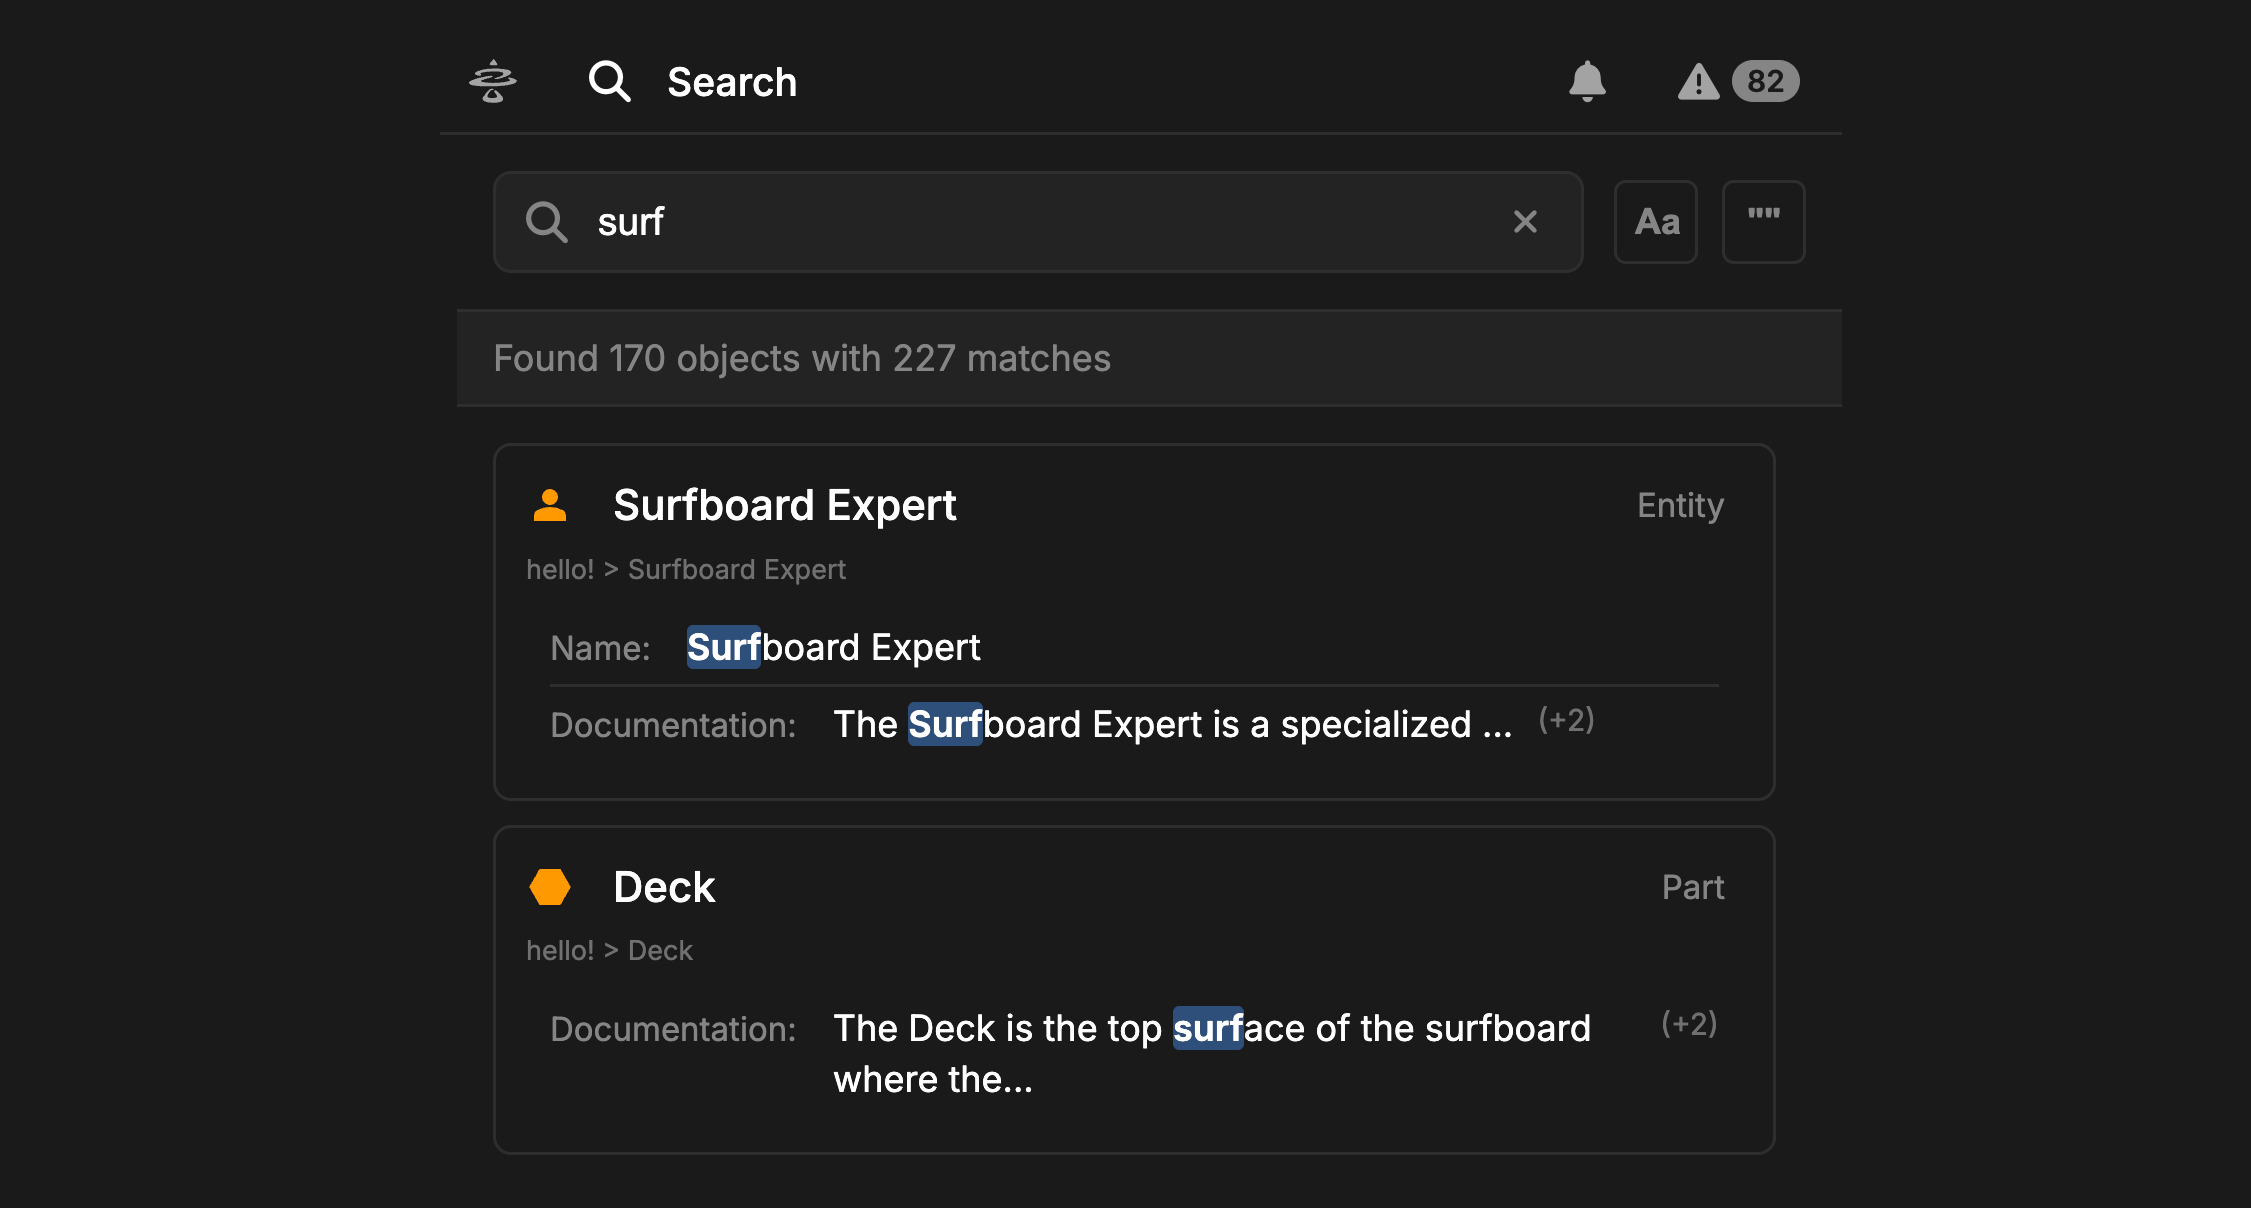 Search
82
surf
Aa
""
Found 170 objects with 227 matches
Surfboard Expert
Entity
hello! > Surfboard Expert
Name: Surfboard Expert
Documentation: The Surfboard Expert is a specialized ... (+2)
Deck
Part
hello! > Deck
Documentation: The Deck is the top surface of the surfboard (+2)
where the...